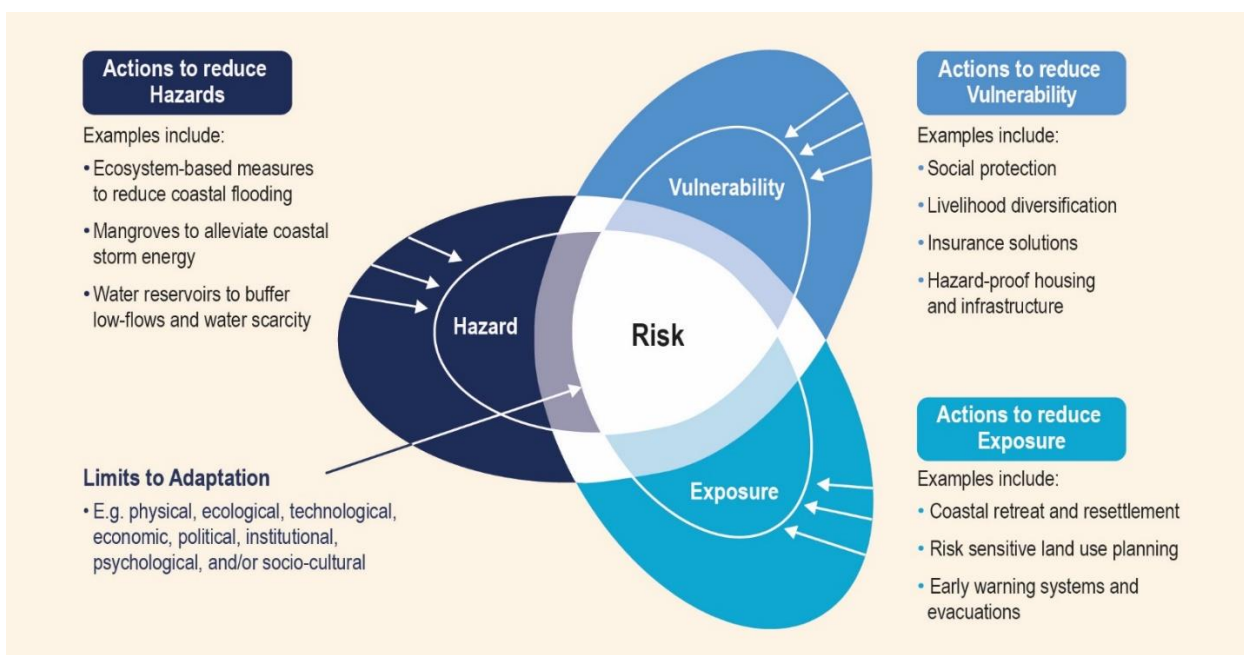 Actions to reduce
Hazards
Examples include:
• Ecosystem-based measures
to reduce coastal flooding
• Mangroves to alleviate coastal
storm energy
• Water reservoirs to buffer
low-flows and water scarcity
Limits to Adaptation
• E.g. physical, ecological, technological,
economic, political, institutional,
psychological, and/or socio-cultural
Vulnerability
Hazard
Risk
Exposure
Actions to reduce
Vulnerability
Examples include:
• Social protection
• Livelihood diversification
• Insurance solutions
• Hazard-proof housing
and infrastructure
Actions to reduce
Exposure
Examples include:
• Coastal retreat and resettlement
• Risk sensitive land use planning
• Early warning systems and
evacuations